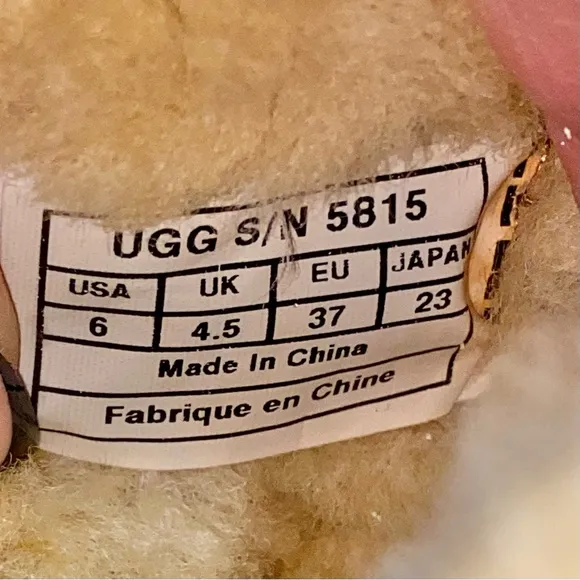 UGG S/N 5815
USA UK EU JAPAN
6 4.5 37 23
Made In China
Fabrique en Chine